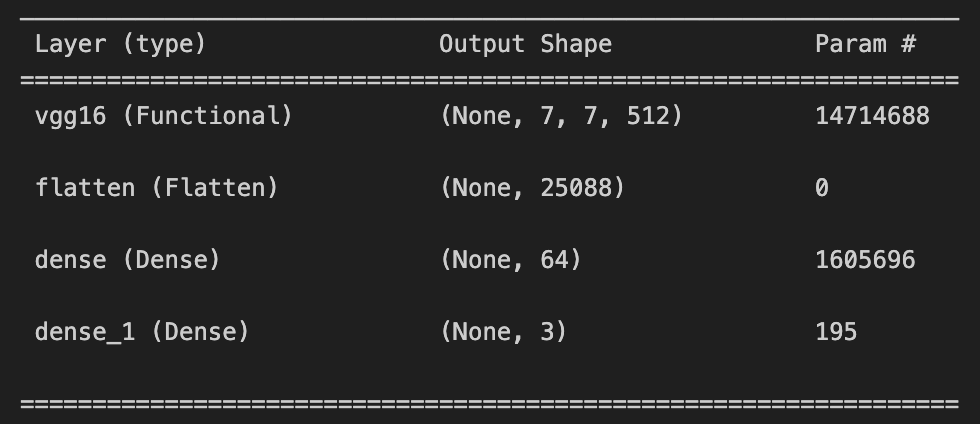 Layer (type) Output Shape Param #
=================================================================
vgg16 (Functional) (None, 7, 7, 512) 14714688
flatten (Flatten) (None, 25088) 0
dense (Dense) (None, 64) 1605696
dense_1 (Dense) (None, 3) 195
=================================================================